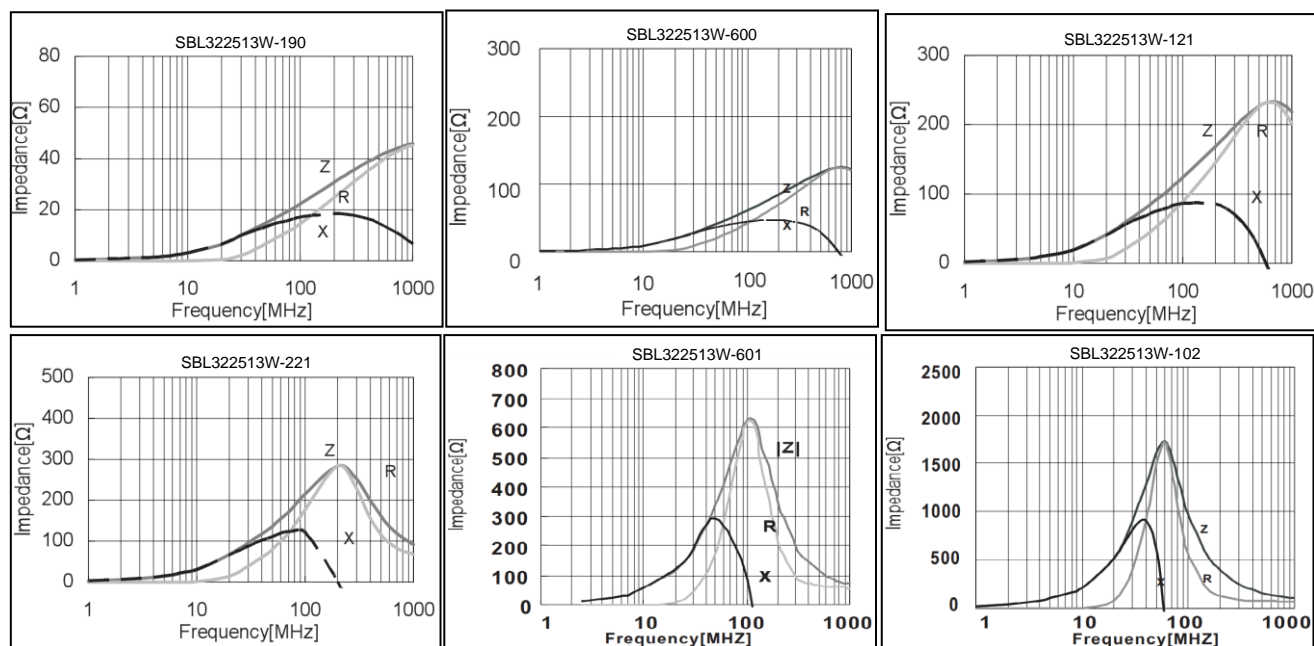 SBL322513W-190
80
60
40
20
0
Impedance[Ω]
Z
R
X
1 10 100 1000
Frequency[MHz]
SBL322513W-600
300
200
100
0
Impedance[Ω]
Z
R
X
1 10 100 1000
Frequency[MHz]
SBL322513W-121
300
200
100
0
Impedance[Ω]
Z R
X
1 10 100 1000
Frequency[MHz]
SBL322513W-221
500
400
300
200
100
0
Impedance[Ω]
Z
R
X
1 10 100 1000
Frequency[MHz]
SBL322513W-601
800
700
600
500
400
300
200
100
0
Impedance[Ω]
|Z|
R
X
1 10 100 1000
Frequency[MHZ]
SBL322513W-102
2500
2000
1500
1000
500
0
Impedance[Ω]
Z
R
X
1 10 100 1000
Frequency[MHZ]